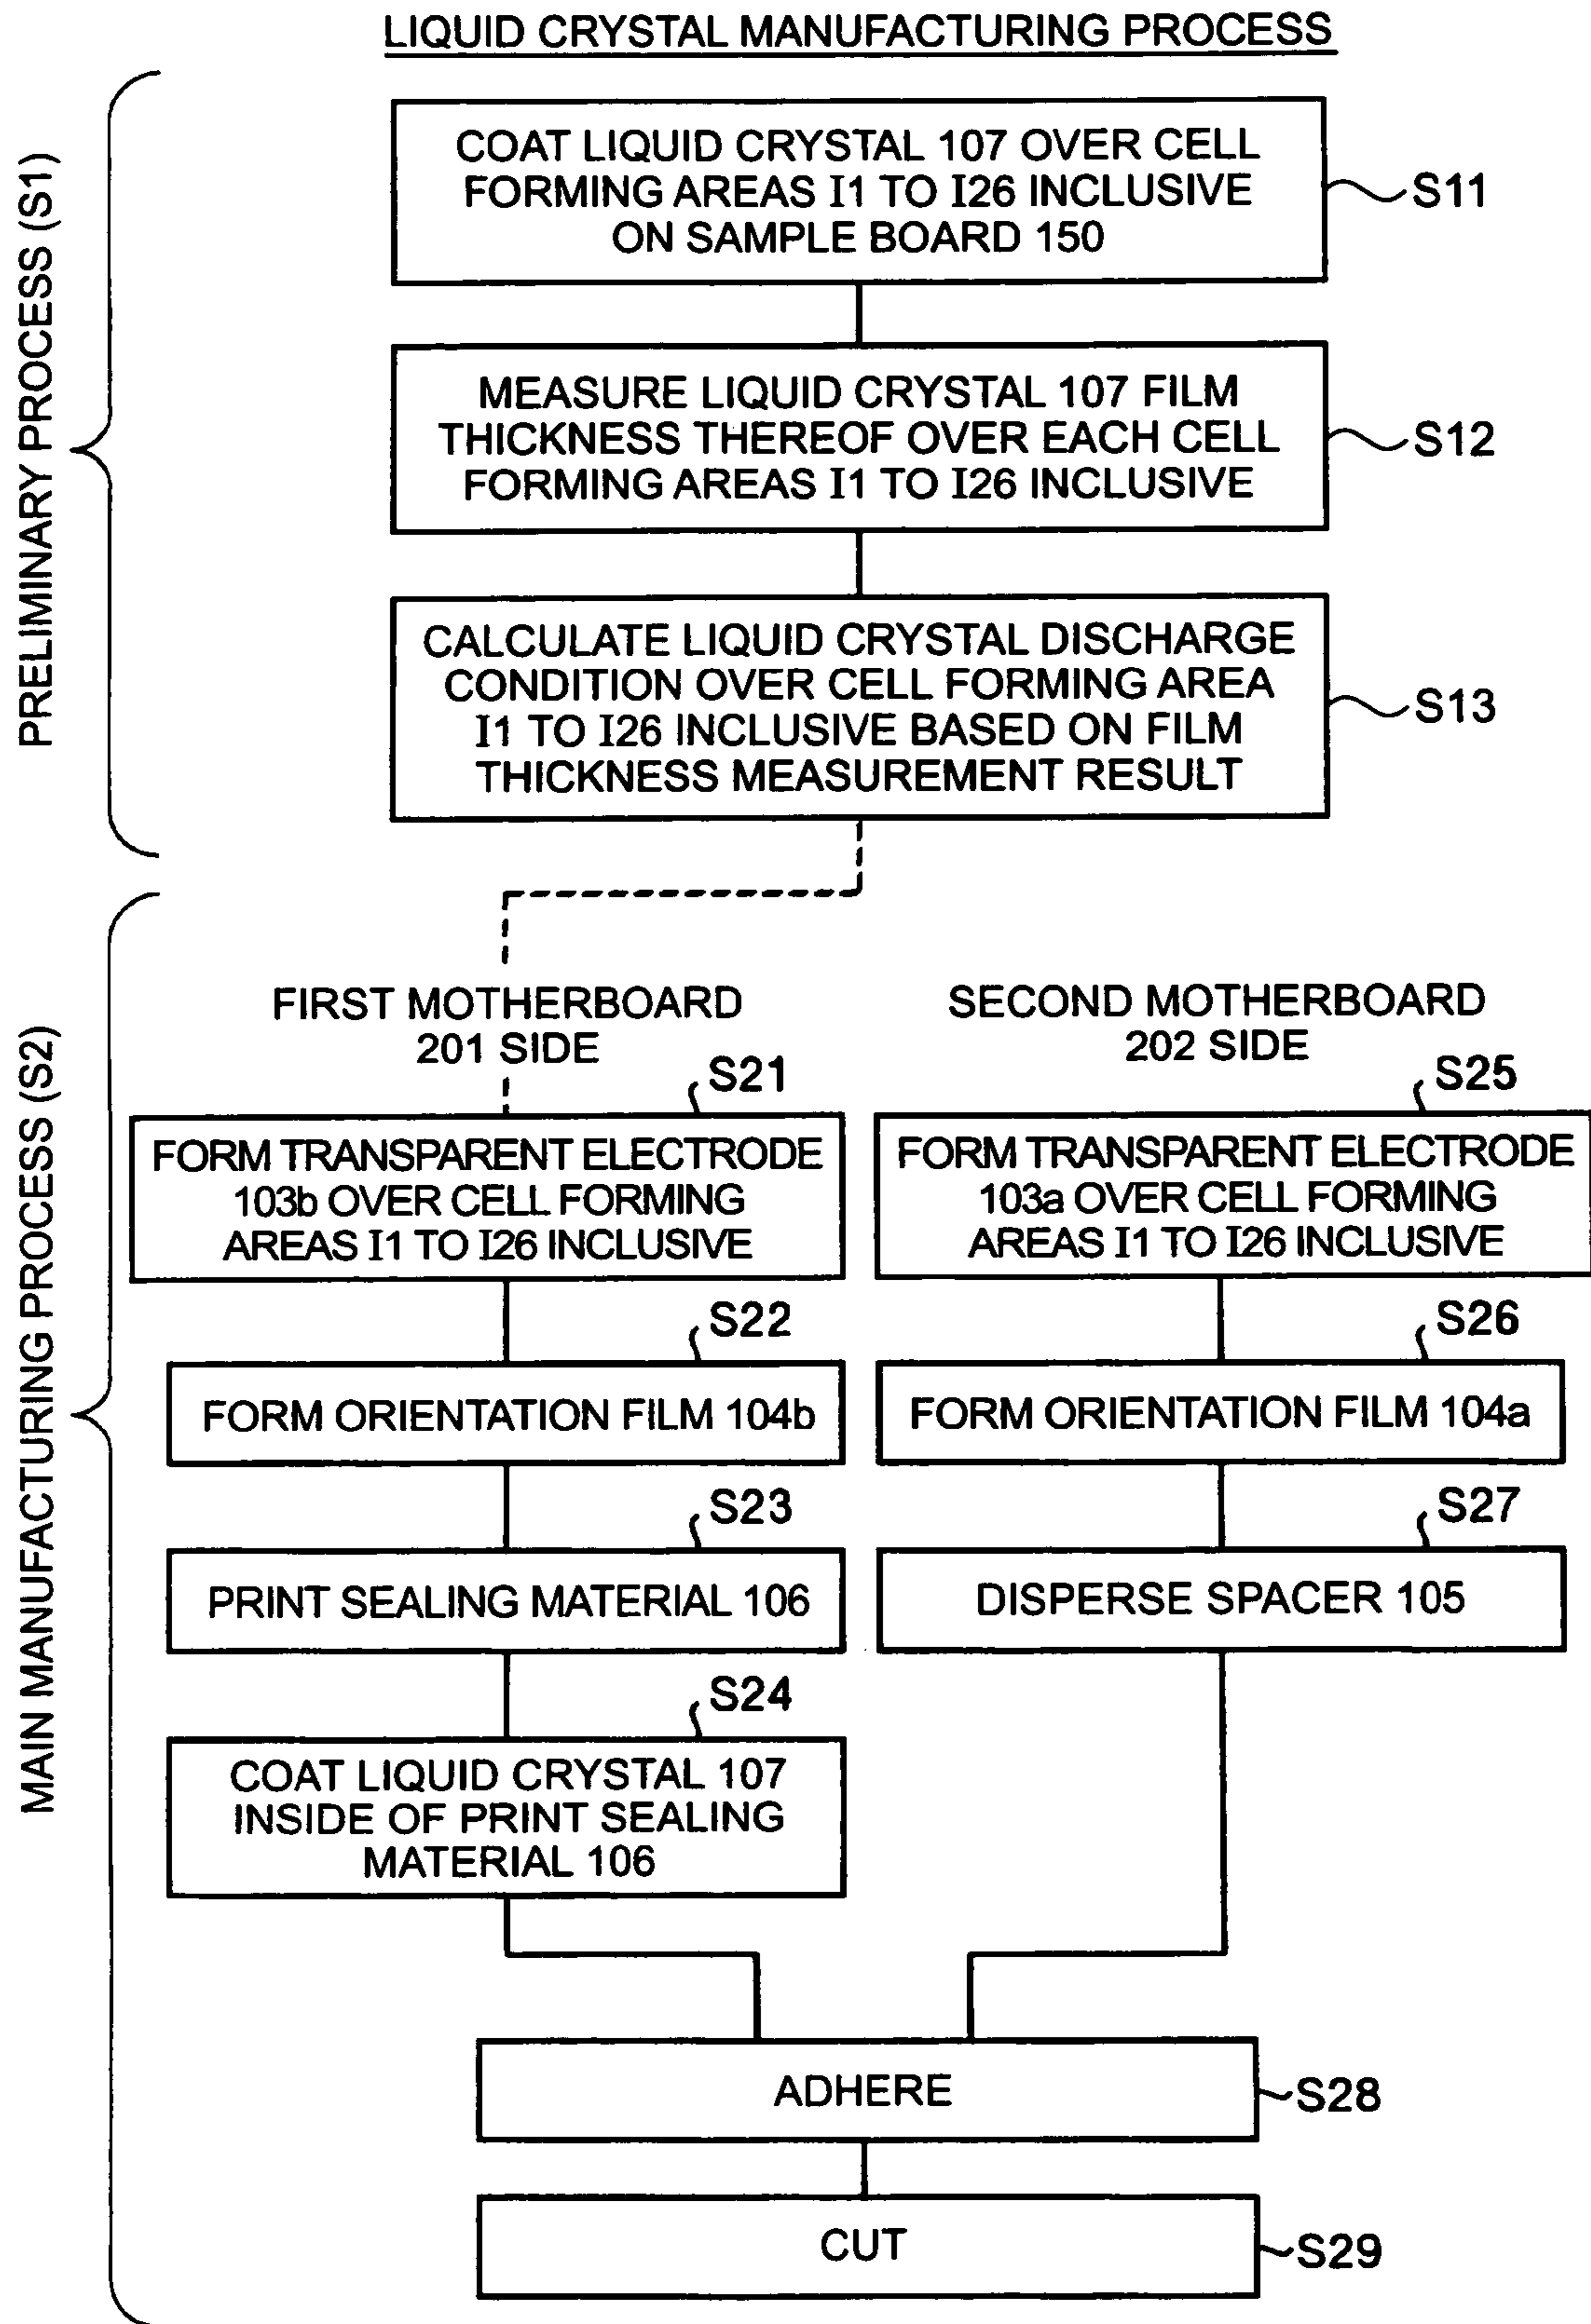 LIQUID CRYSTAL MANUFACTURING PROCESS
PRELIMINARY PROCESS (S1)
COAT LIQUID CRYSTAL 107 OVER CELL
FORMING AREAS I1 TO I26 INCLUSIVE
ON SAMPLE BOARD 150
S11
MEASURE LIQUID CRYSTAL 107 FILM
THICKNESS THEREOF OVER EACH CELL
FORMING AREAS I1 TO I26 INCLUSIVE
S12
CALCULATE LIQUID CRYSTAL DISCHARGE
CONDITION OVER CELL FORMING AREA
I1 TO I26 INCLUSIVE BASED ON FILM
THICKNESS MEASUREMENT RESULT
S13
MAIN MANUFACTURING PROCESS (S2)
FIRST MOTHERBOARD
201 SIDE
S21
FORM TRANSPARENT ELECTRODE
103b OVER CELL FORMING
AREAS I1 TO I26 INCLUSIVE
S22
FORM ORIENTATION FILM 104b
S23
PRINT SEALING MATERIAL 106
S24
COAT LIQUID CRYSTAL 107
INSIDE OF PRINT SEALING
MATERIAL 106
SECOND MOTHERBOARD
202 SIDE
S25
FORM TRANSPARENT ELECTRODE
103a OVER CELL FORMING
AREAS I1 TO I26 INCLUSIVE
S26
FORM ORIENTATION FILM 104a
S27
DISPERSE SPACER 105
ADHERE
S28
CUT
S29